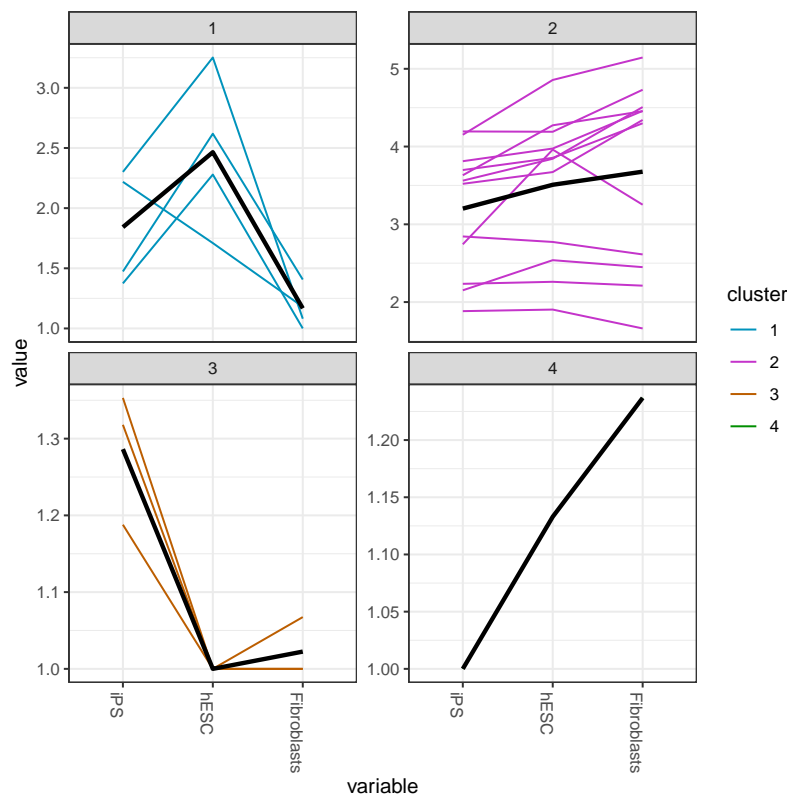 1
2
3.0
2.5
2.0
1.5
1.0
5
4
3
2
value
3
4
1.3
1.2
1.1
1.0
1.20
1.15
1.10
1.05
1.00
iPS
hESC
Fibroblasts
iPS
hESC
Fibroblasts
variable
cluster
1
2
3
4